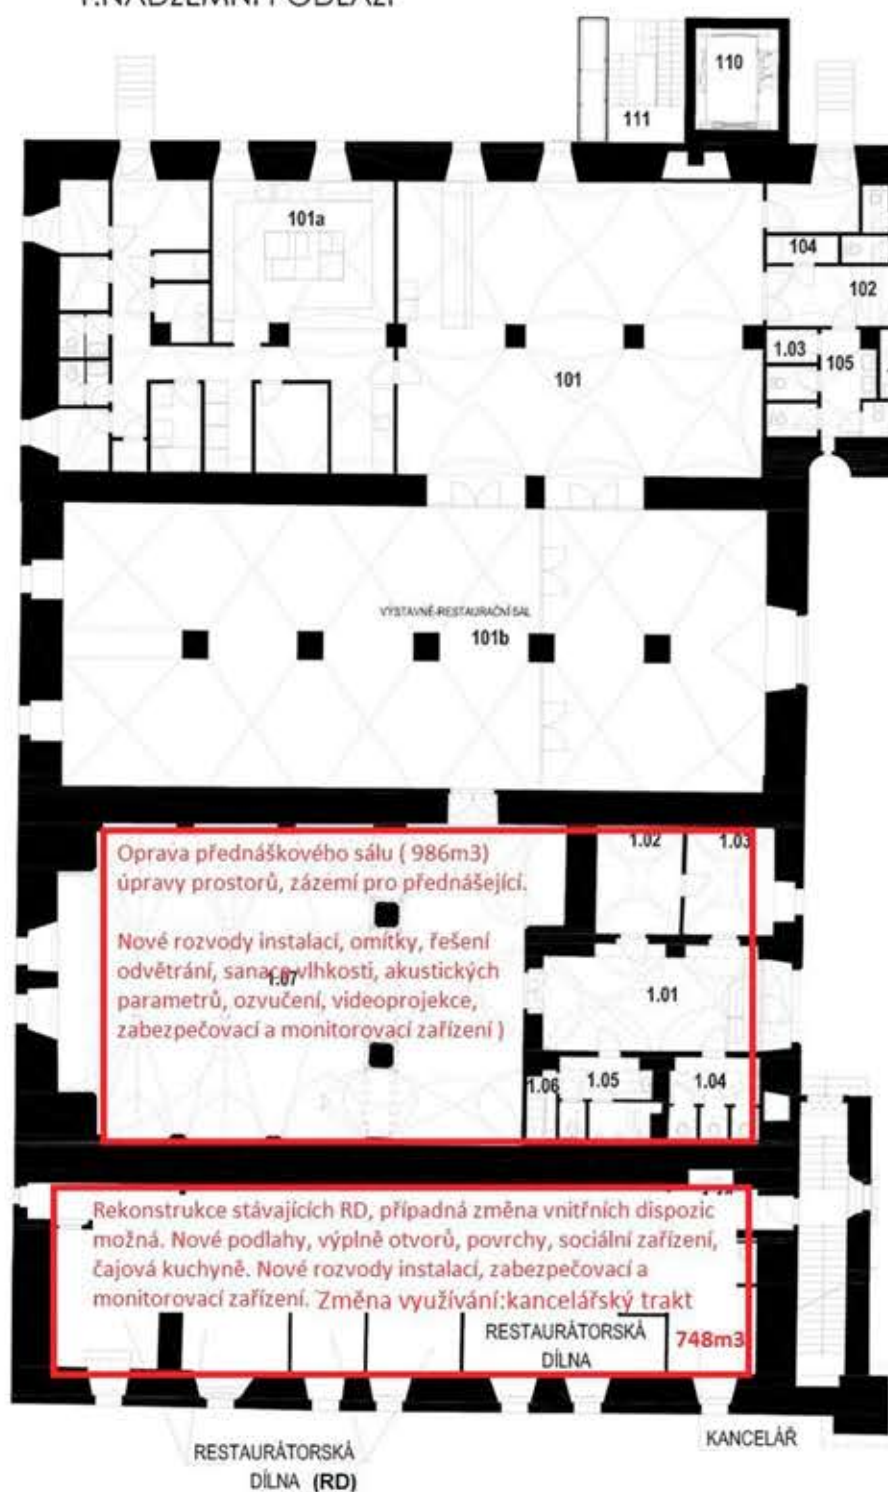 1.NADZEMNÍ PODLAŽÍ
110
111
101a
104
102
1.03
105
101
VÝSTAVNĚ-RESTAURAČNÍ SÁL
101b
1.02
1.03
Oprava přednáškového sálu ( 986m3)
úpravy prostorů, zázemí pro přednášející.
Nové rozvody instalací, omítky, řešení
odvětrání, sanace vlhkosti, akustických
1.07
parametrů, ozvučení, videoprojekce,
zabezpečovací a monitorovací zařízení )
1.01
1.06
1.05
1.04
Rekonstrukce stávajících RD, případná změna vnitřních dispozic
možná. Nové podlahy, výplně otvorů, povrchy, sociální zařízení,
čajová kuchyně. Nové rozvody instalací, zabezpečovací a
monitorovací zařízení. Změna využívání:kancelářský trakt
RESTAURÁTORSKÁ
DÍLNA
748m3
KANCELÁŘ
RESTAURÁTORSKÁ
DÍLNA (RD)